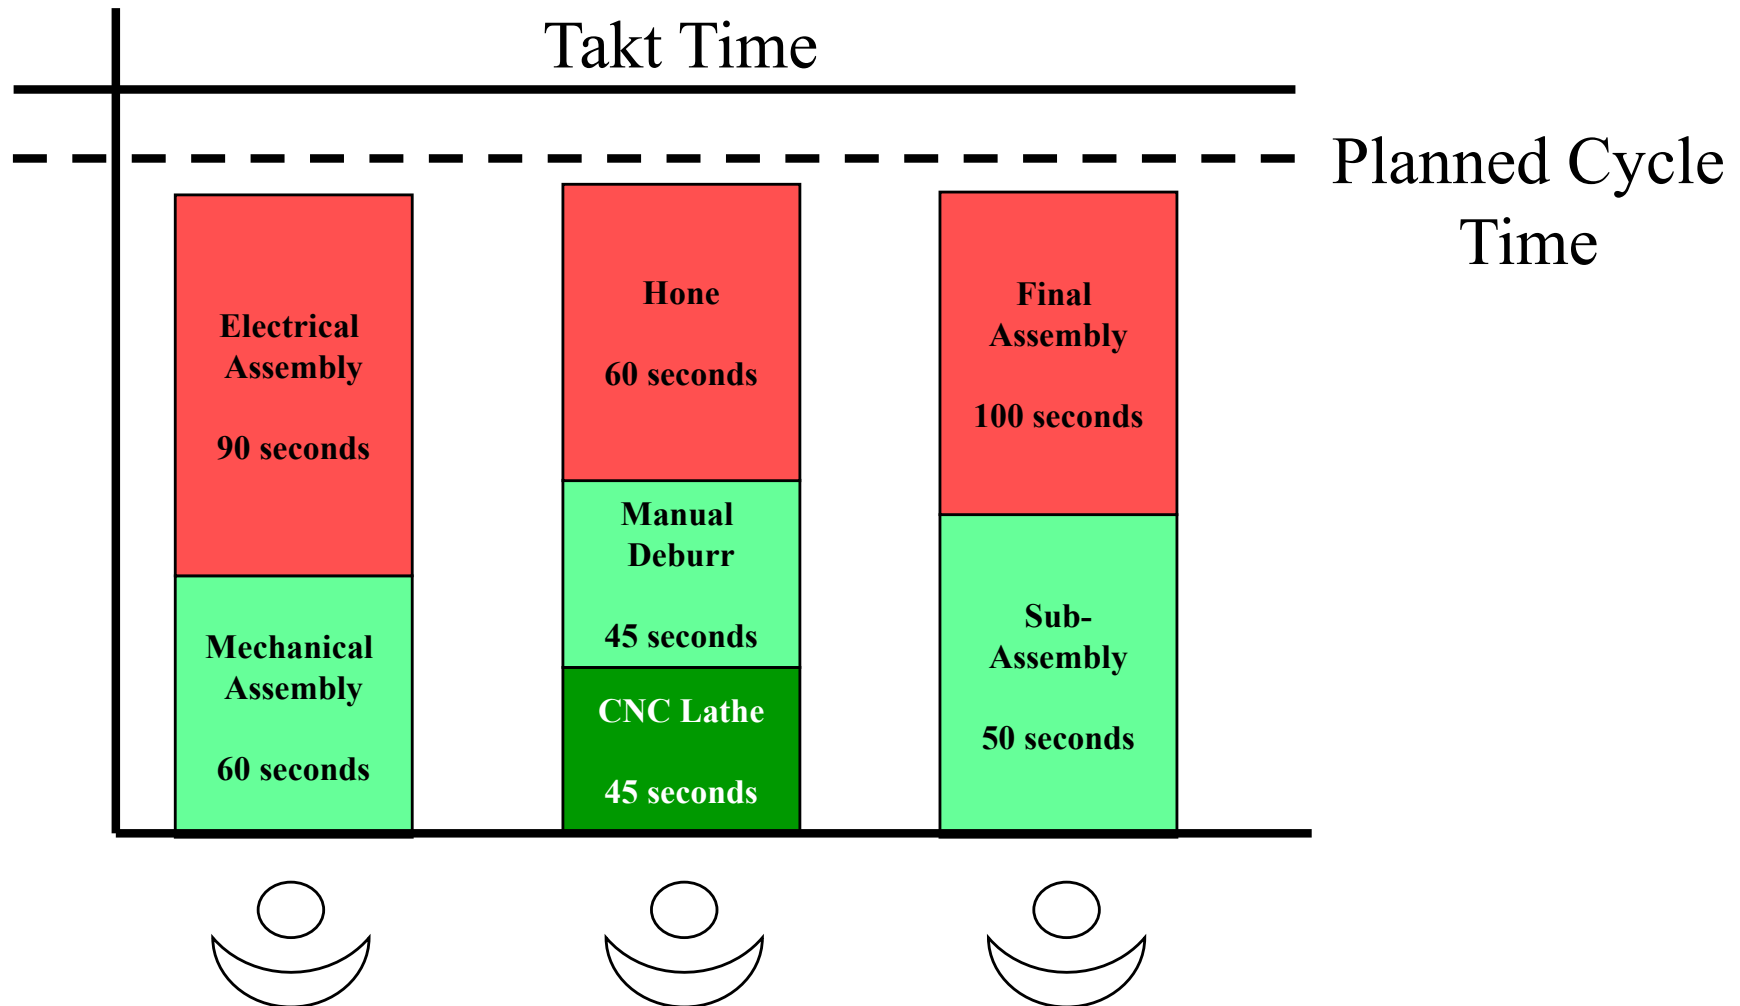 Takt Time
Planned Cycle
Time
Electrical
Assembly
90 seconds
Mechanical
Assembly
60 seconds
Hone
60 seconds
Manual
Deburr
45 seconds
CNC Lathe
45 seconds
Final
Assembly
100 seconds
Sub-
Assembly
50 seconds